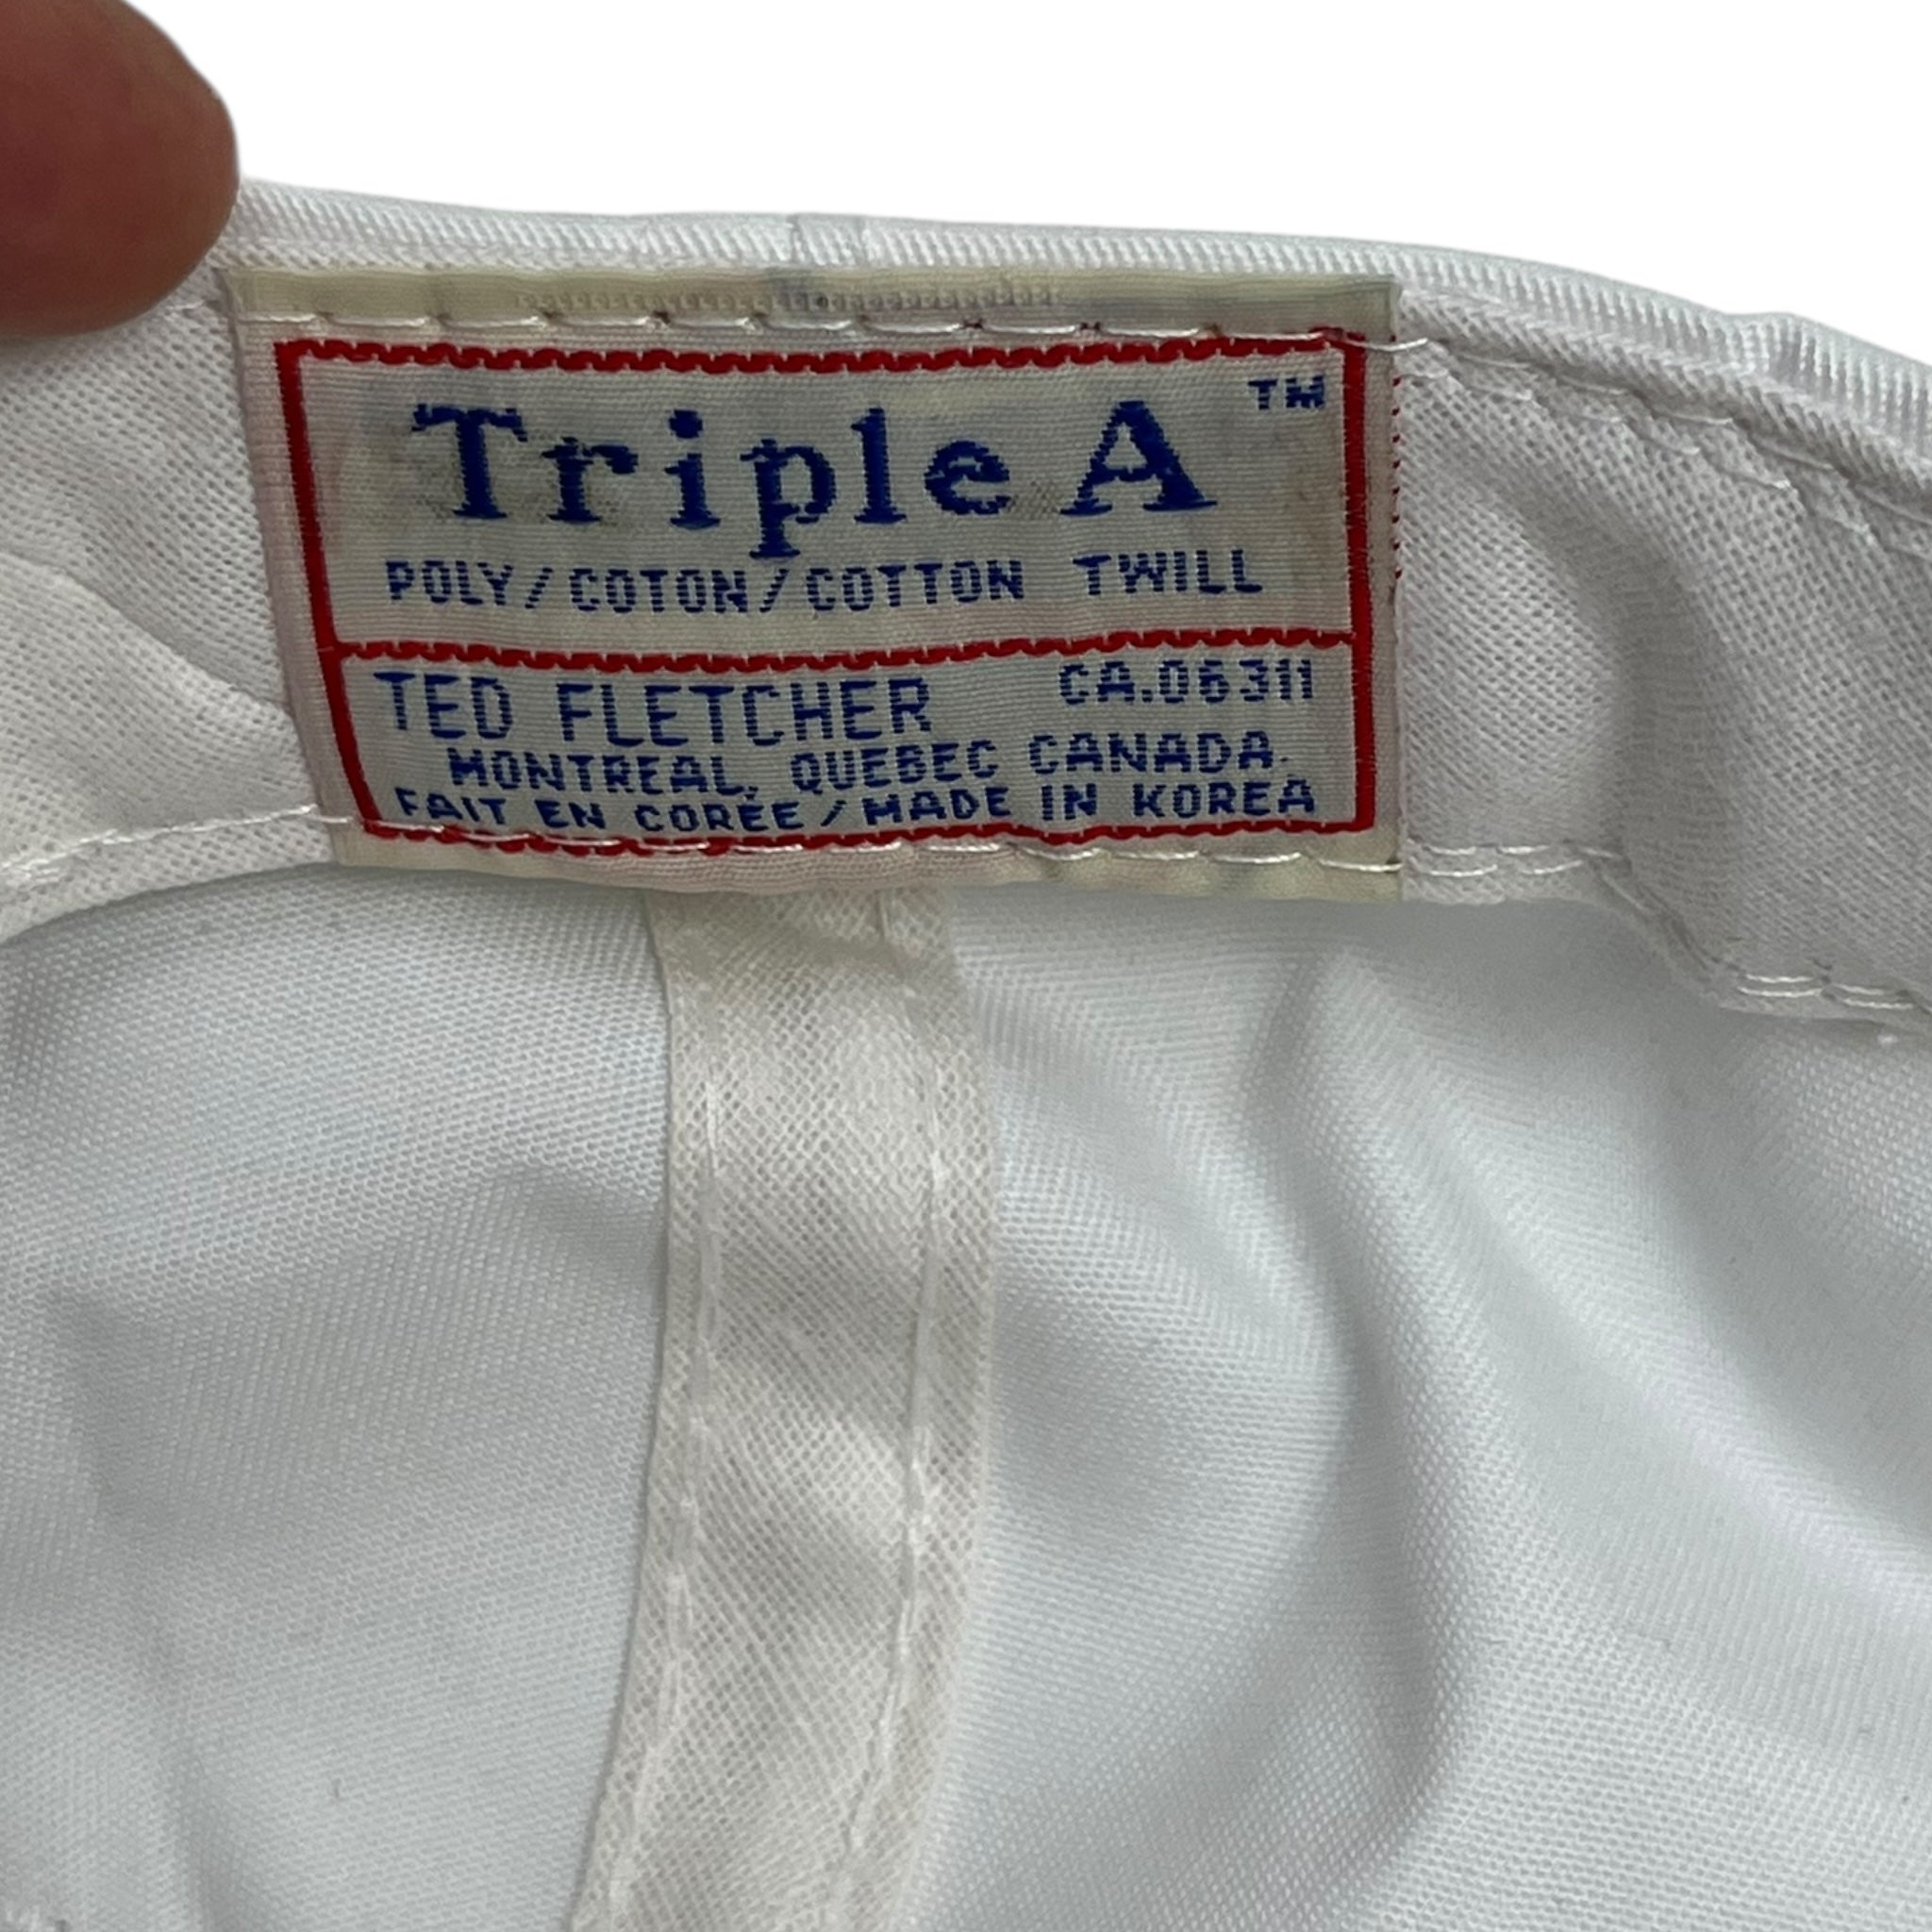 Triple A ™
POLY/COTON/COTTON TWILL
TED FLETCHER CA.06311
MONTREAL, QUEBEC CANADA.
FAIT EN CORÉE/MADE IN KOREA